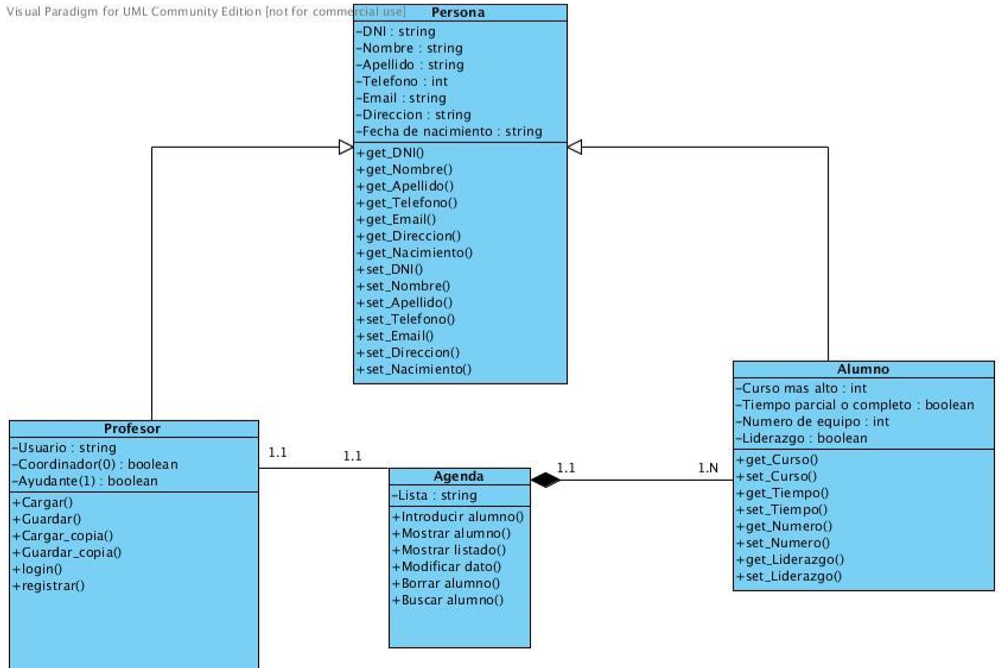 Visual Paradigm for UML Community Edition [not for commercial use]
Persona
-DNI : string
-Nombre : string
-Apellido : string
-Telefono : int
-Email : string
-Direccion : string
-Fecha de nacimiento : string
+get_DNI()
+get_Nombre()
+get_Apellido()
+get_Telefono()
+get_Email()
+get_Direccion()
+get_Nacimiento()
+set_DNI()
+set_Nombre()
+set_Apellido()
+set_Telefono()
+set_Email()
+set_Direccion()
+set_Nacimiento()
Profesor
-Usuario : string
-Coordinador(0) : boolean
-Ayudante(1) : boolean
+Cargar()
+Guardar()
+Cargar_copia()
+Guardar_copia()
+login()
+registrar()
1.1
1.1
Agenda
-Lista : string
+Introducir alumno()
+Mostrar alumno()
+Mostrar listado()
+Modificar dato()
+Borrar alumno()
+Buscar alumno()
1.1
1.N
Alumno
-Curso mas alto : int
-Tiempo parcial o completo : boolean
-Numero de equipo : int
-Liderazgo : boolean
+get_Curso()
+set_Curso()
+get_Tiempo()
+set_Tiempo()
+get_Numero()
+set_Numero()
+get_Liderazgo()
+set_Liderazgo()